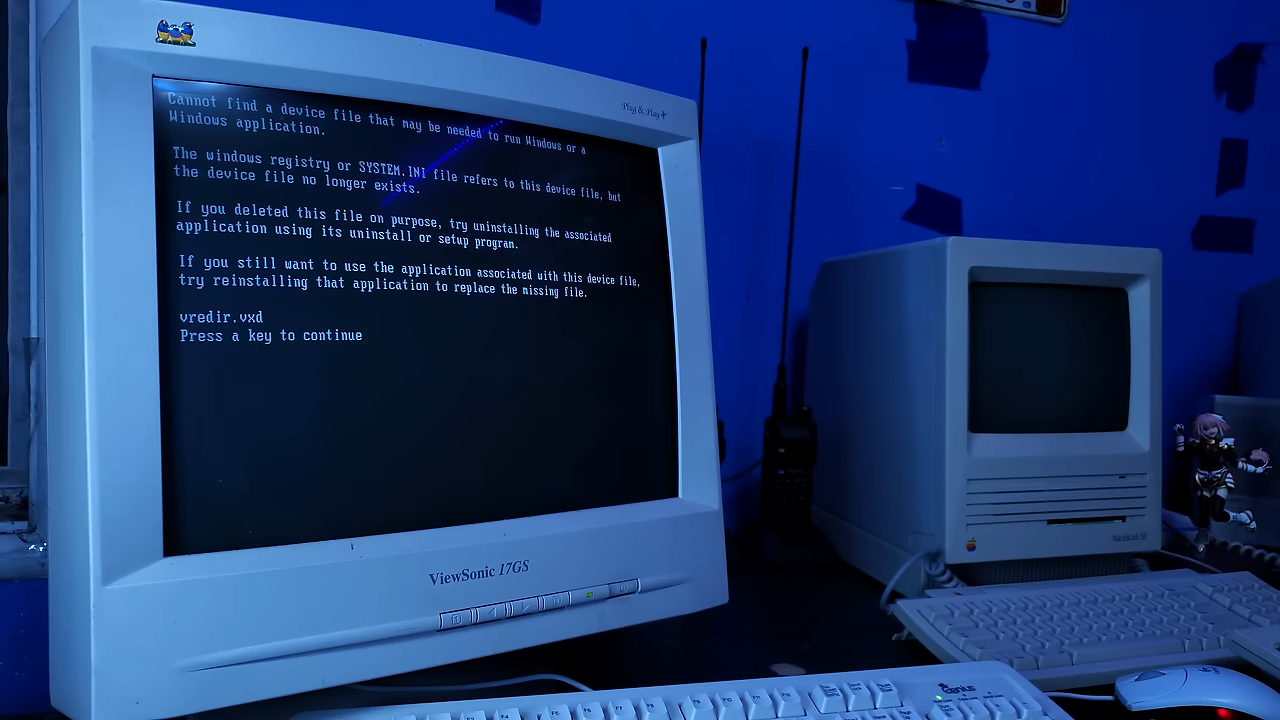 Plug & Play+
Cannot find a device file that may be needed to run Windows or a
Windows application.
The windows registry or SYSTEM.INI file refers to this device file, but
the device file no longer exists.
If you deleted this file on purpose, try uninstalling the associated
application using its uninstall or setup program.
If you still want to use the application associated with this device file,
try reinstalling that application to replace the missing file.
vredir.vxd
Press a key to continue
ViewSonic 17GS
Macintosh SE
Genius